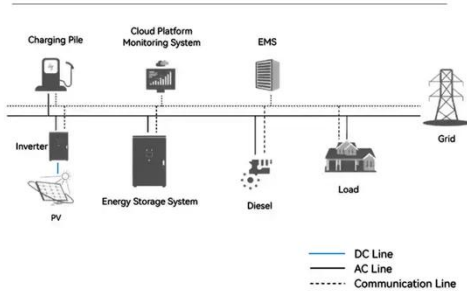 Charging Pile
Cloud Platform
Monitoring System
EMS
Grid
Inverter
PV
Energy Storage System
Diesel
Load
DC Line
AC Line
Communication Line